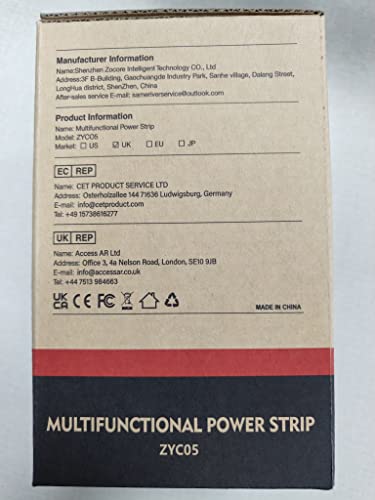 Manufacturer Information
Name:Shenzhen Zocore Intelligent Technology CO., Ltd
Address:3F B-Building, Gaochuangde Industry Park, Sanhe village, Dalang Street,
LongHua district, ShenZhen, China
After-sales service E-mail: sameriverservice@outlook.com
Product Information
Name: Multifunctional Power Strip
Model: ZYC05
Market: ☐ US ☑ UK ☐ EU ☐ JP
EC REP
Name: CET PRODUCT SERVICE LTD
Address: Osterholzallee 144 71636 Ludwigsburg, Germany
E-mail: info@cetproduct.com
Tel: +49 15738616277
UK REP
Name: Access AR Ltd
Address: Office 3, 4a Nelson Road, London, SE10 9JB
E-mail: info@accessar.co.uk
Tel: +44 7513 984663
UK CA CE FC
MADE IN CHINA
MULTIFUNCTIONAL POWER STRIP
ZYC05